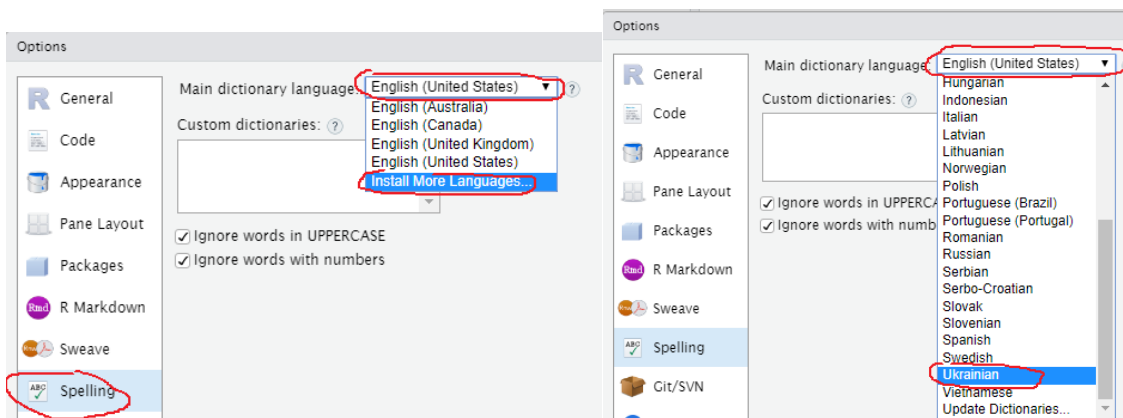 Options
General
Code
Appearance
Pane Layout
Packages
Rmd R Markdown
Sweave
ABC Spelling
Main dictionary language: English (United States) ?
English (Australia)
English (Canada)
English (United Kingdom)
English (United States)
Install More Languages...
Custom dictionaries: ?
Ignore words in UPPERCASE
Ignore words with numbers
Options
General
Code
Appearance
Pane Layout
Packages
Rmd R Markdown
Sweave
ABC Spelling
Git/SVN
Main dictionary language: English (United States) ?
Custom dictionaries: ?
Ignore words in UPPERCA
Ignore words with numb
Hungarian
Indonesian
Italian
Latvian
Lithuanian
Norwegian
Polish
Portuguese (Brazil)
Portuguese (Portugal)
Romanian
Russian
Serbian
Serbo-Croatian
Slovak
Slovenian
Spanish
Swedish
Ukrainian
Vietnamese
Update Dictionaries...